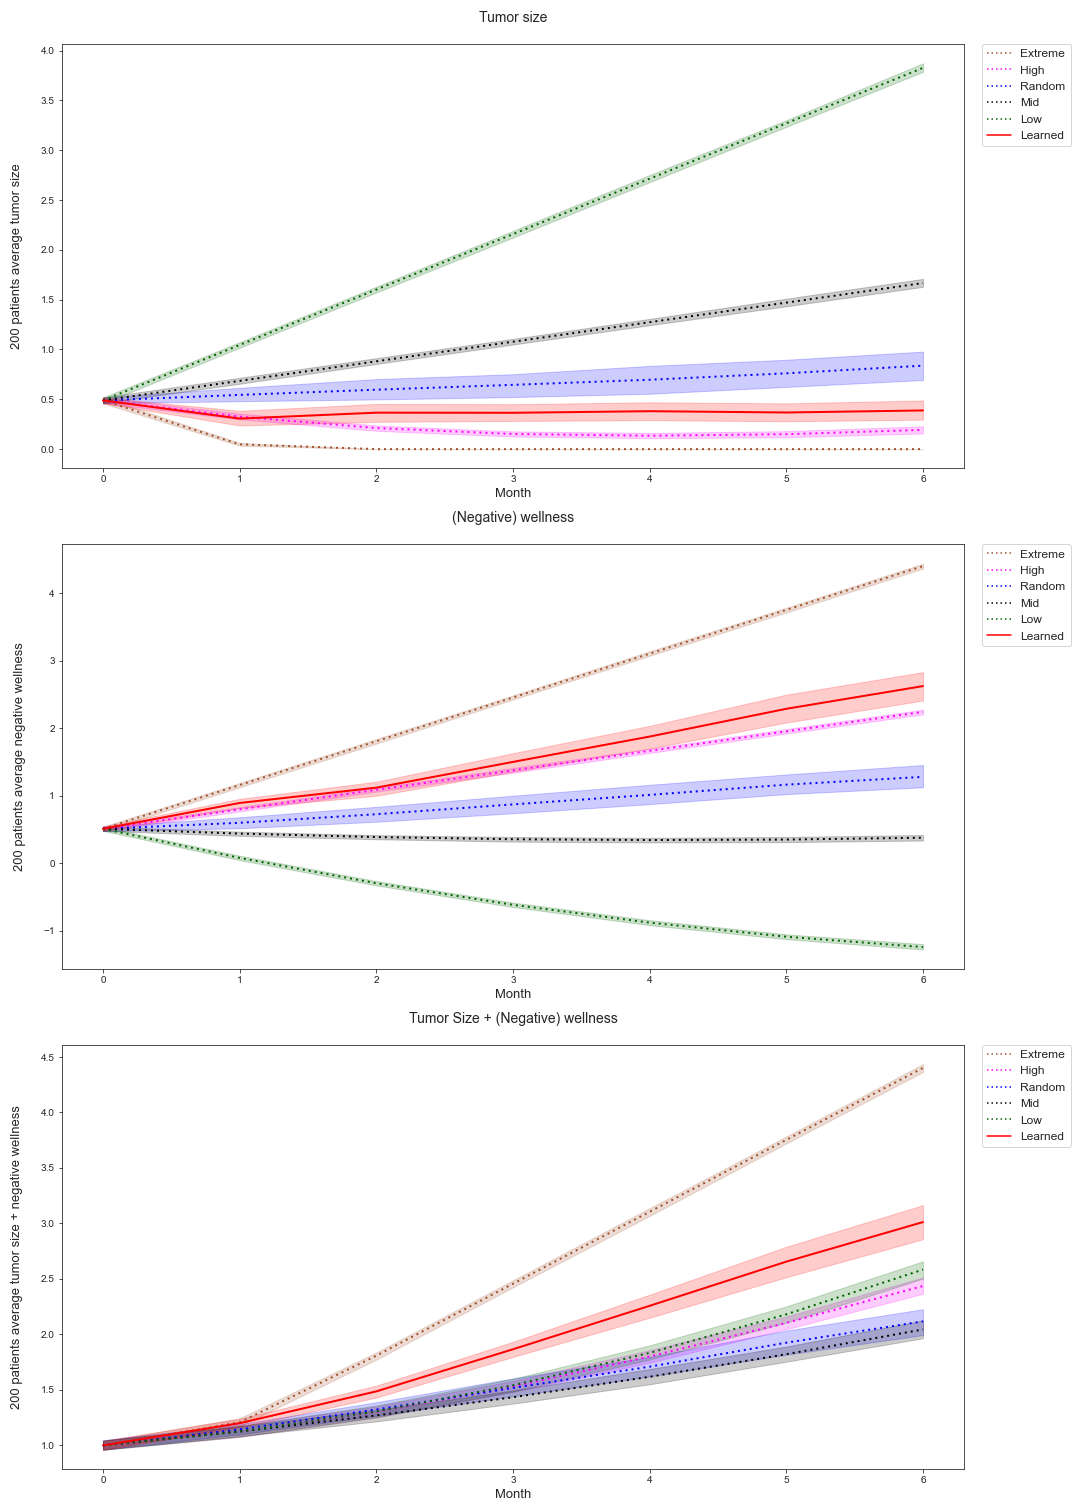 Tumor size
200 patients average tumor size
4.0
3.5
3.0
2.5
2.0
1.5
1.0
0.5
0.0
0 1 2 3 4 5 6
Month
Extreme
High
Random
Mid
Low
Learned
(Negative) wellness
200 patients average negative wellness
4
3
2
1
0
−1
0 1 2 3 4 5 6
Month
Extreme
High
Random
Mid
Low
Learned
Tumor Size + (Negative) wellness
200 patients average tumor size + negative wellness
4.5
4.0
3.5
3.0
2.5
2.0
1.5
1.0
0 1 2 3 4 5 6
Month
Extreme
High
Random
Mid
Low
Learned